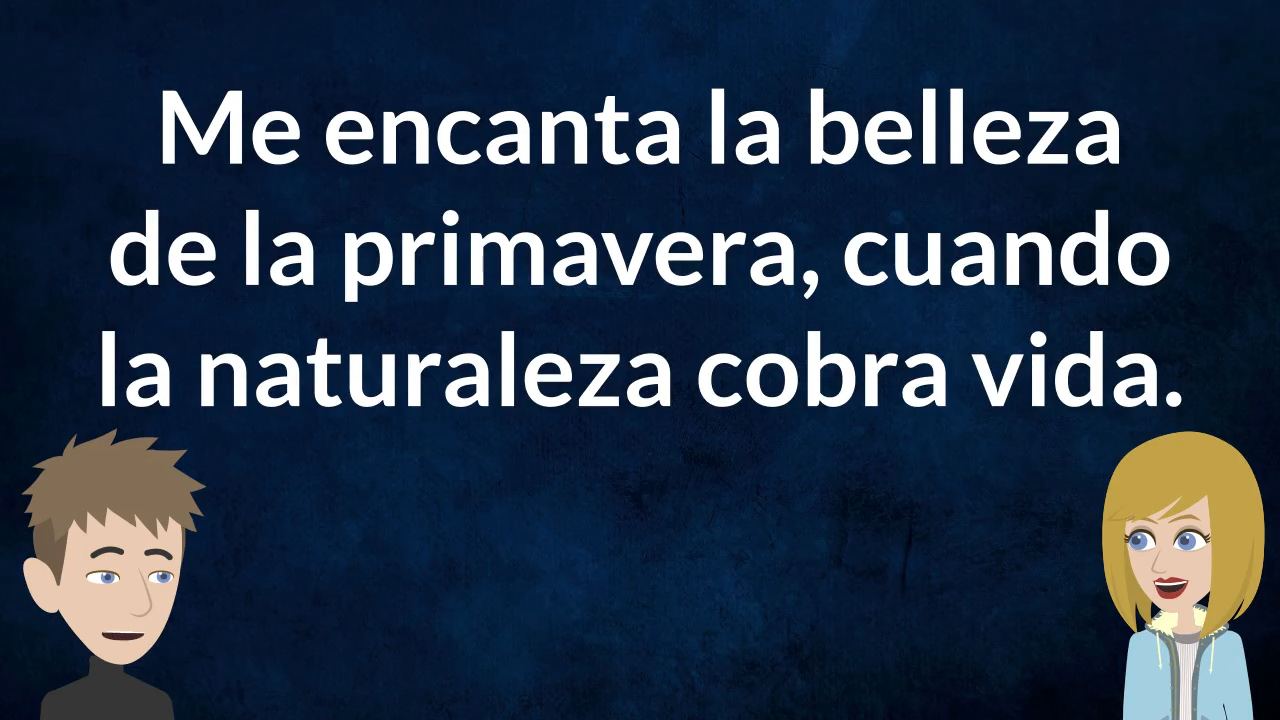 Me encanta la belleza
de la primavera, cuando
la naturaleza cobra vida.